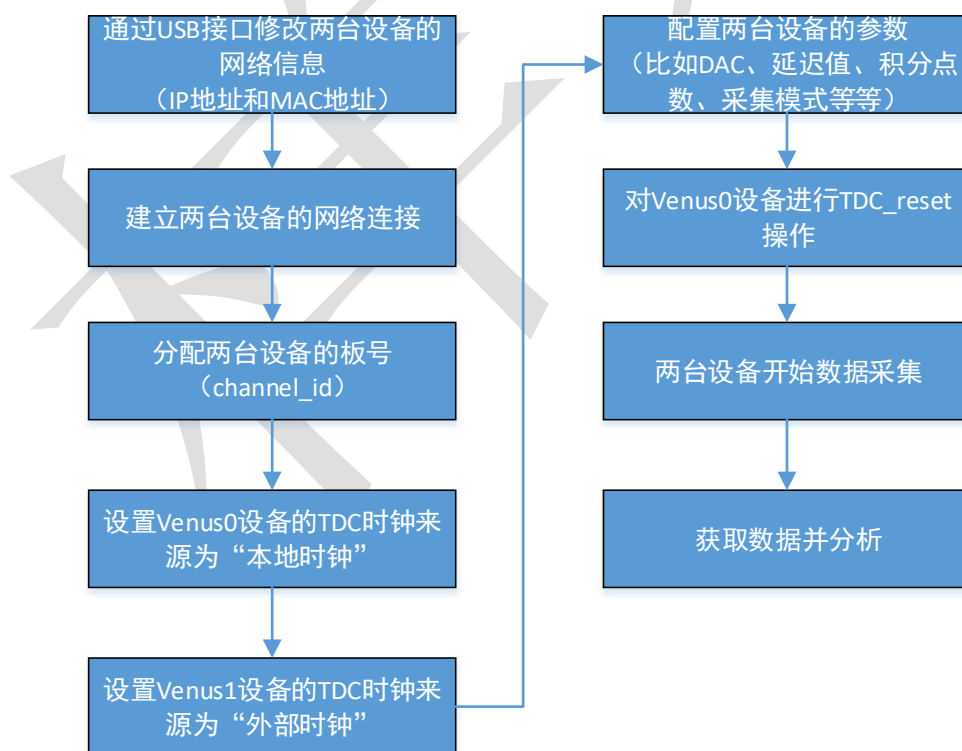 通过USB接口修改两台设备的
网络信息
（IP地址和MAC地址）
建立两台设备的网络连接
分配两台设备的板号
（channel_id）
设置Venus0设备的TDC时钟来
源为“本地时钟”
设置Venus1设备的TDC时钟来
源为“外部时钟”
配置两台设备的参数
（比如DAC、延迟值、积分点
数、采集模式等等）
对Venus0设备进行TDC_reset
操作
两台设备开始数据采集
获取数据并分析